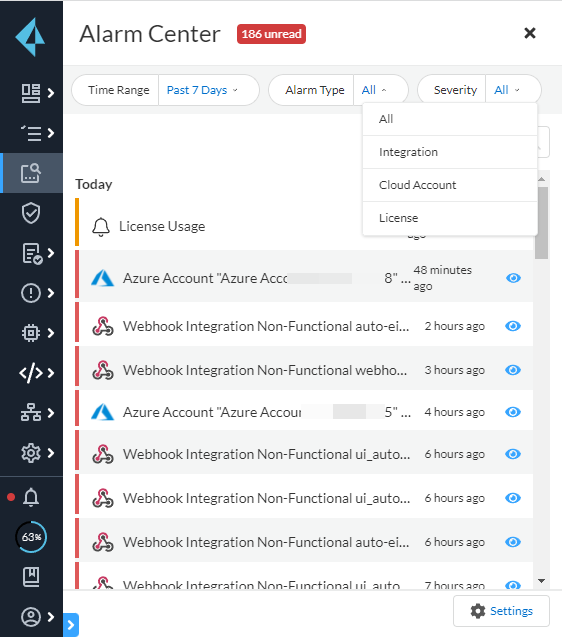 Alarm Center 186 unread
Time Range Past 7 Days Alarm Type All Severity All
All
Integration
Cloud Account
License
Today
License Usage ago
Azure Account "Azure Acco 8" ... 48 minutes ago
Webhook Integration Non-Functional auto-ei... 2 hours ago
Webhook Integration Non-Functional webho... 3 hours ago
Azure Account "Azure Accou 5" ... 4 hours ago
Webhook Integration Non-Functional ui_auto... 6 hours ago
Webhook Integration Non-Functional ui_auto... 6 hours ago
Webhook Integration Non-Functional auto-ei... 6 hours ago
63%
Webhook Integration Non-Functional ui_auto... 7 hours ago
Settings